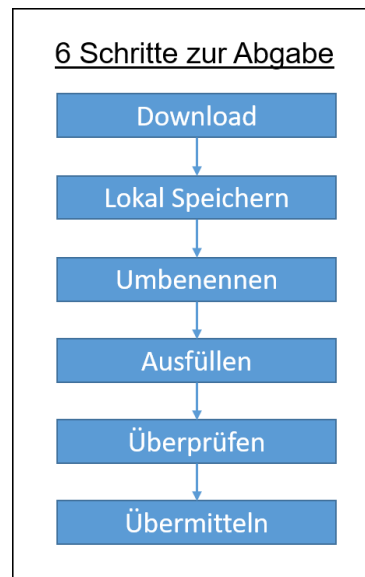 6 Schritte zur Abgabe
Download
Lokal Speichern
Umbenennen
Ausfüllen
Überprüfen
Übermitteln